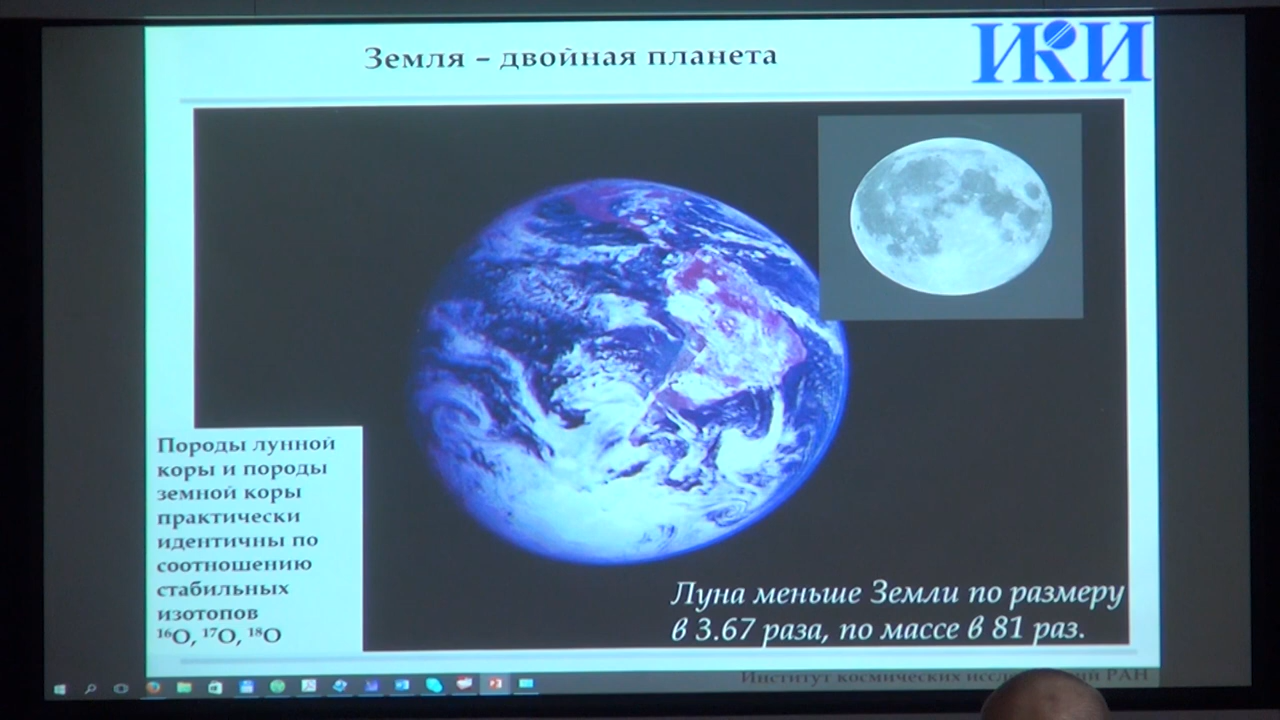 Земля – двойная планета
ИКИ
Породы лунной
коры и породы
земной коры
практически
идентичны по
соотношению
стабильных
изотопов
¹⁶O, ¹⁷O, ¹⁸O
Луна меньше Земли по размеру
в 3.67 раза, по массе в 81 раз.
Институт космических РАН